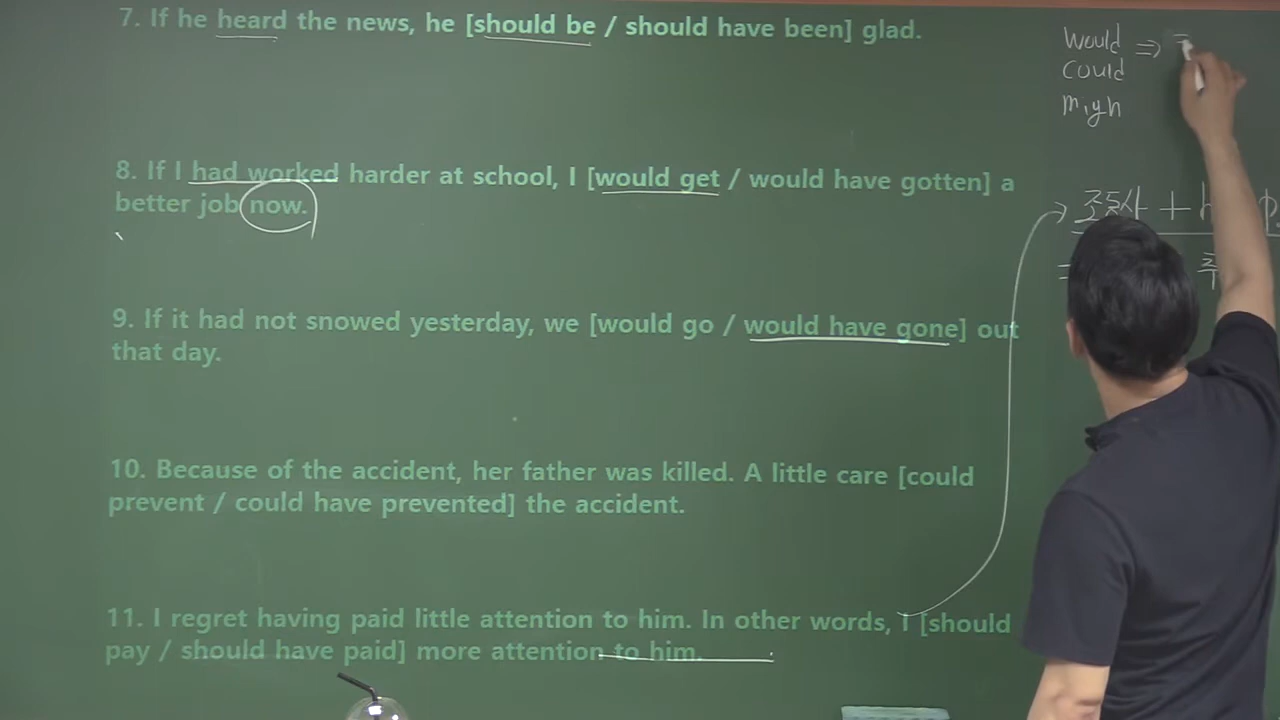 7. If he heard the news, he [should be / should have been] glad.
8. If I had worked harder at school, I [would get / would have gotten] a
better job now.
9. If it had not snowed yesterday, we [would go / would have gone] out
that day.
10. Because of the accident, her father was killed. A little care [could
prevent / could have prevented] the accident.
11. I regret having paid little attention to him. In other words, I [should
pay / should have paid] more attention to him.
would ⇒
could
migh
조동사 +